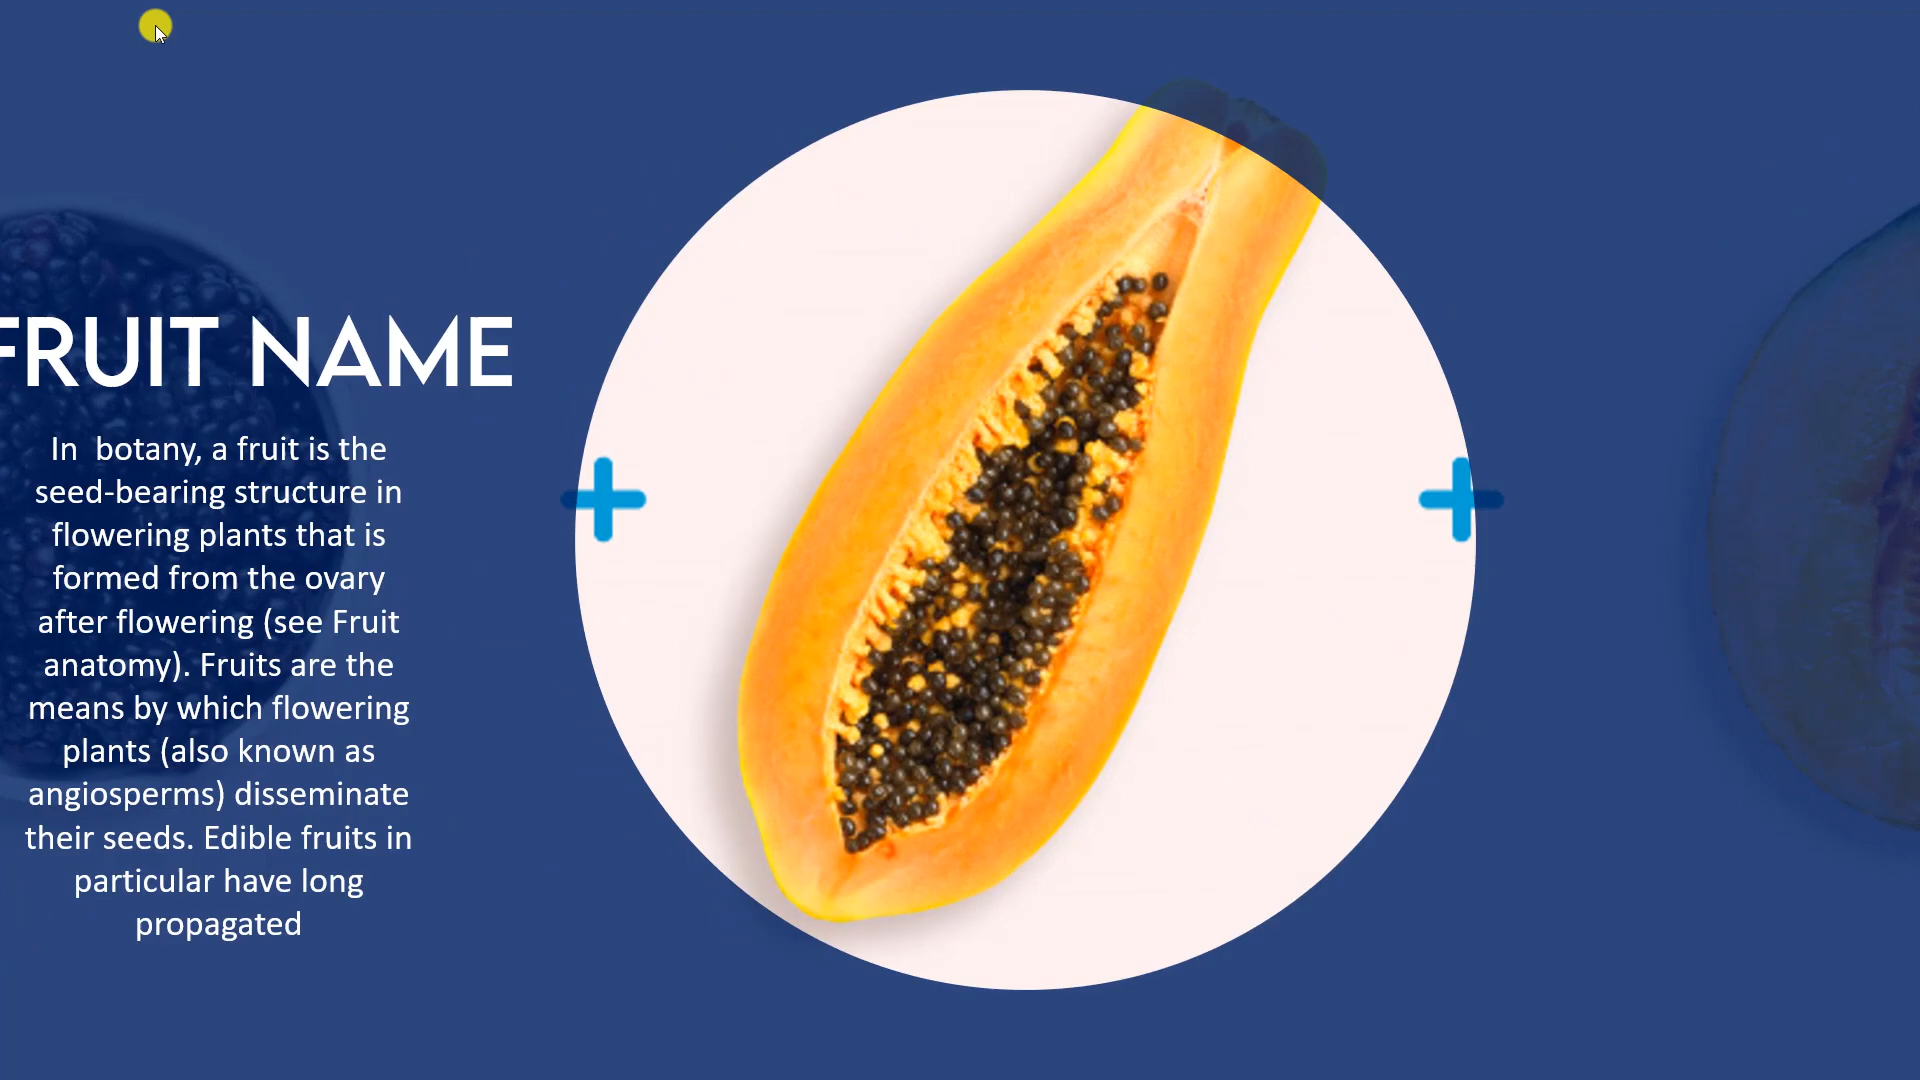 FRUIT NAME
In  botany, a fruit is the
seed-bearing structure in
flowering plants that is
formed from the ovary
after flowering (see Fruit
anatomy). Fruits are the
means by which flowering
plants (also known as
angiosperms) disseminate
their seeds. Edible fruits in
particular have long
propagated